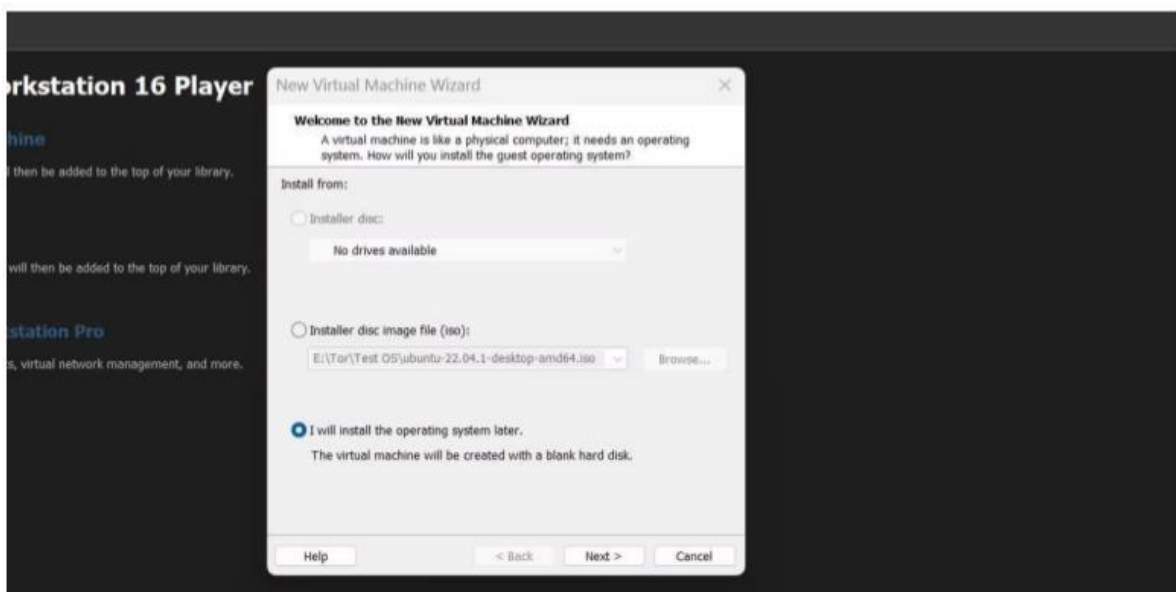 orkstation 16 Player
hine
l then be added to the top of your library.
will then be added to the top of your library.
station Pro
s, virtual network management, and more.
New Virtual Machine Wizard
Welcome to the New Virtual Machine Wizard
A virtual machine is like a physical computer; it needs an operating
system. How will you install the guest operating system?
Install from:
Installer disc:
No drives available
Installer disc image file (iso):
E:\Tor\Test OS\ubuntu-22.04.1-desktop-amd64.iso
Browse...
I will install the operating system later.
The virtual machine will be created with a blank hard disk.
Help
< Back
Next >
Cancel